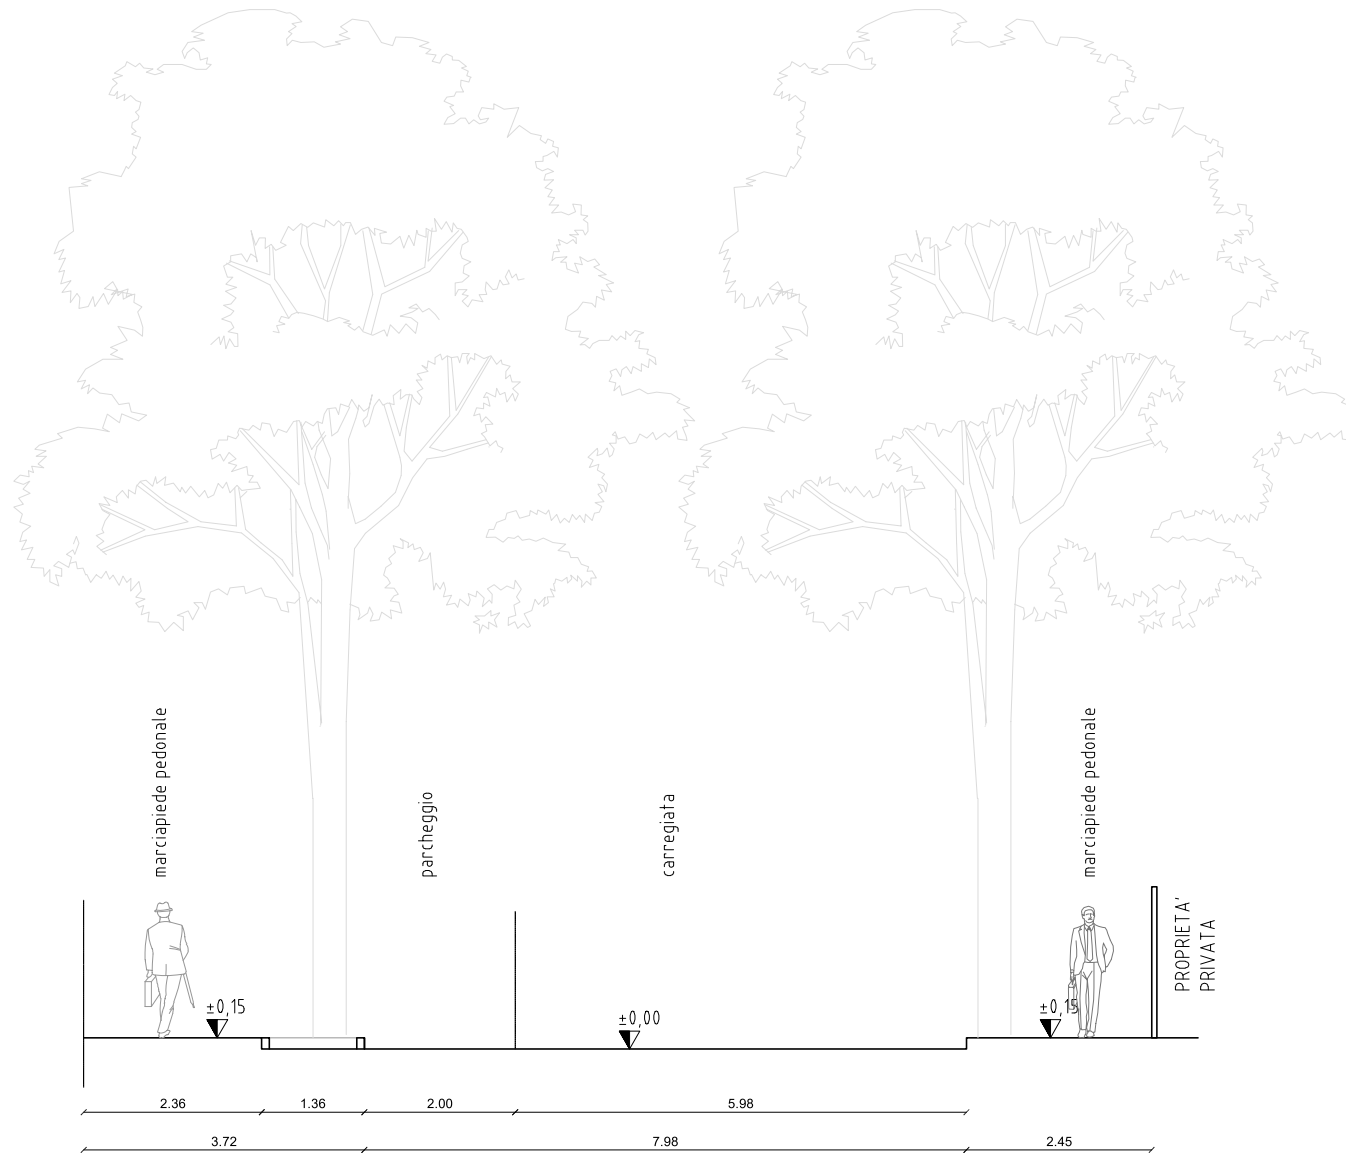 marciapiede pedonale
parcheggio
carregiata
marciapiede pedonale
PROPRIETA'
PRIVATA
±0,15
±0,00
±0,15
2.36
1.36
2.00
5.98
3.72
7.98
2.45